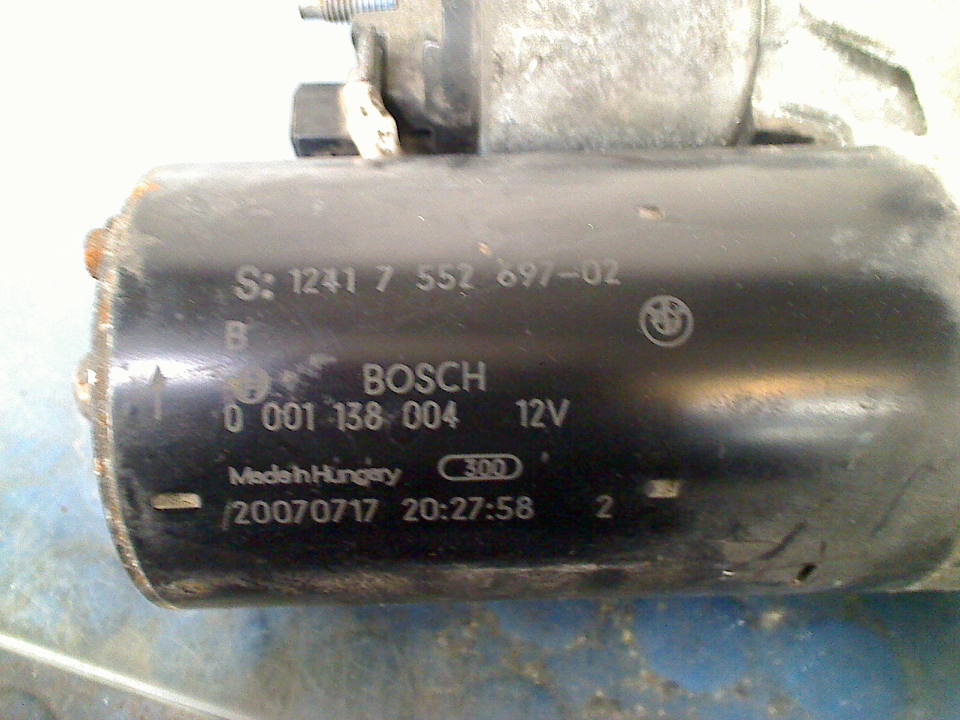 S: 1241 7 552 697-02
B
BOSCH
0 001 138 004 12V
Made in Hungary 300
20070717 20:27:58 2